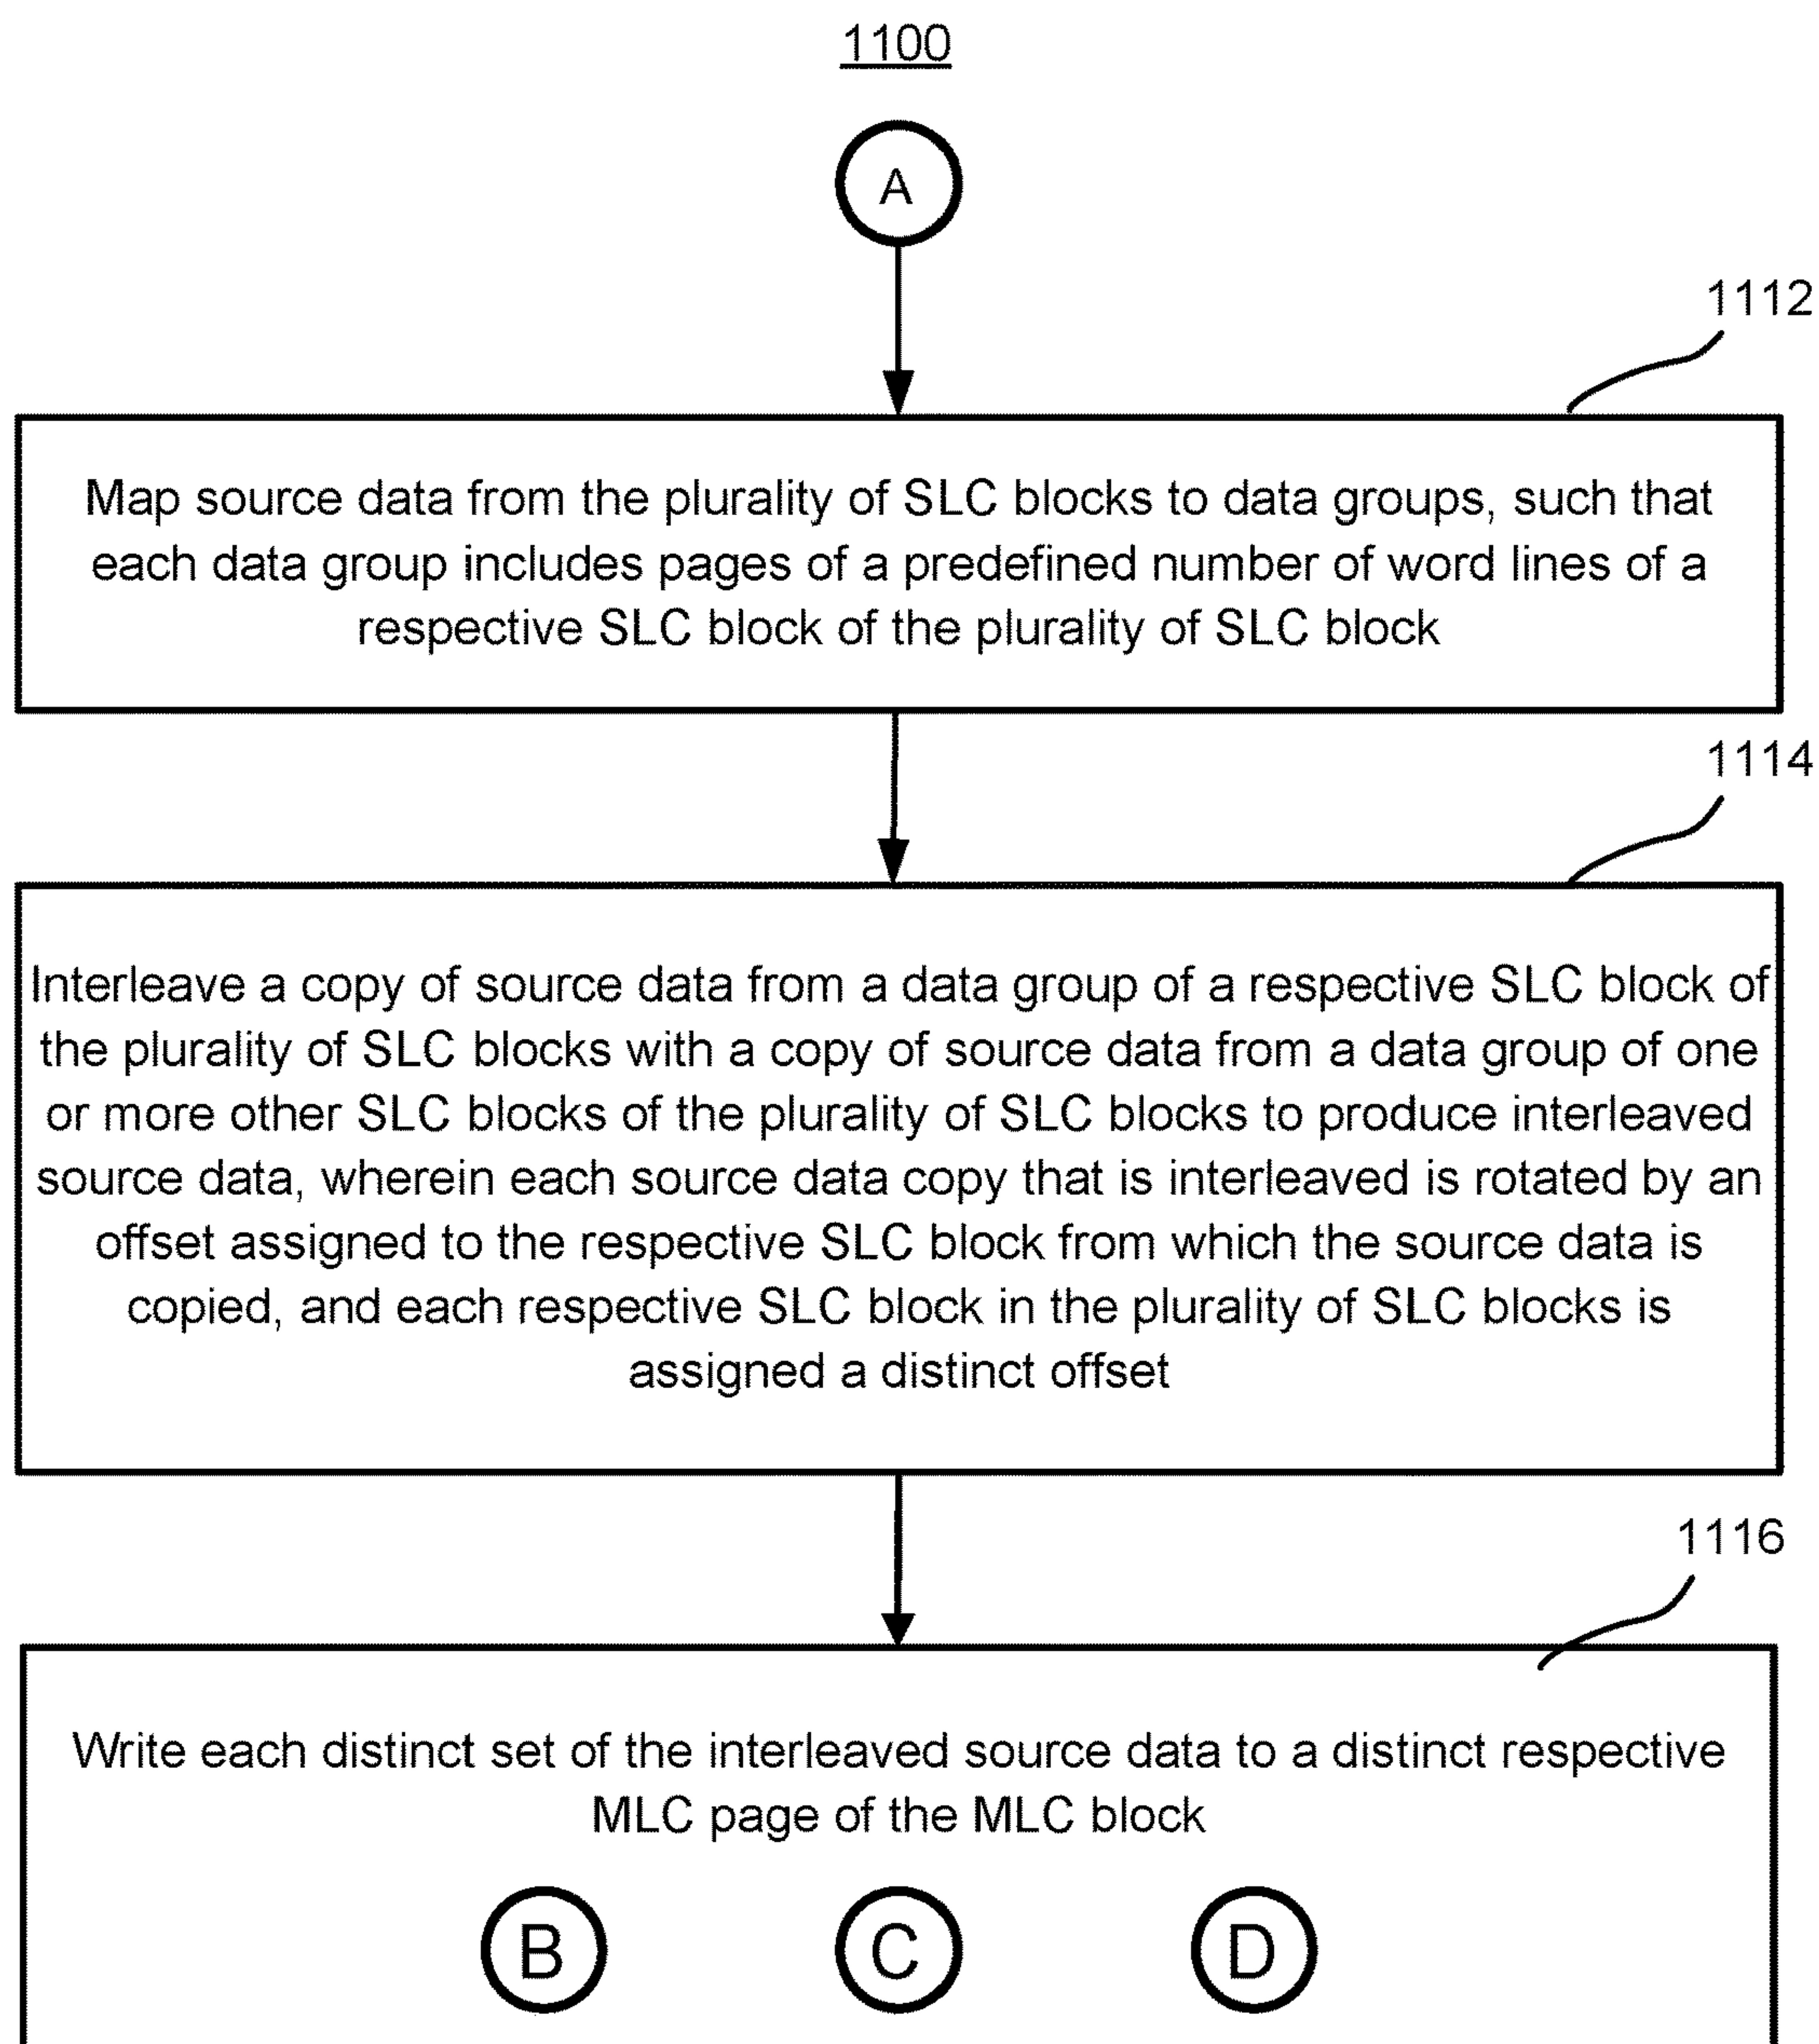 1100
A
1112
Map source data from the plurality of SLC blocks to data groups, such that
each data group includes pages of a predefined number of word lines of a
respective SLC block of the plurality of SLC block
1114
Interleave a copy of source data from a data group of a respective SLC block of
the plurality of SLC blocks with a copy of source data from a data group of one
or more other SLC blocks of the plurality of SLC blocks to produce interleaved
source data, wherein each source data copy that is interleaved is rotated by an
offset assigned to the respective SLC block from which the source data is
copied, and each respective SLC block in the plurality of SLC blocks is
assigned a distinct offset
1116
Write each distinct set of the interleaved source data to a distinct respective
MLC page of the MLC block
B C D